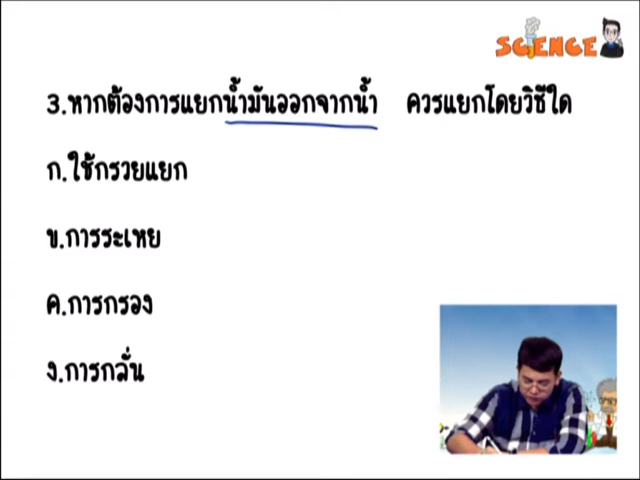 SCIENCE
3.หากต้องการแยกน้ำมันออกจากน้ำ ควรแยกโดยวิธีใด
ก.ใช้กรวยแยก
ข.การระเหย
ค.การกรอง
ง.การกลั่น